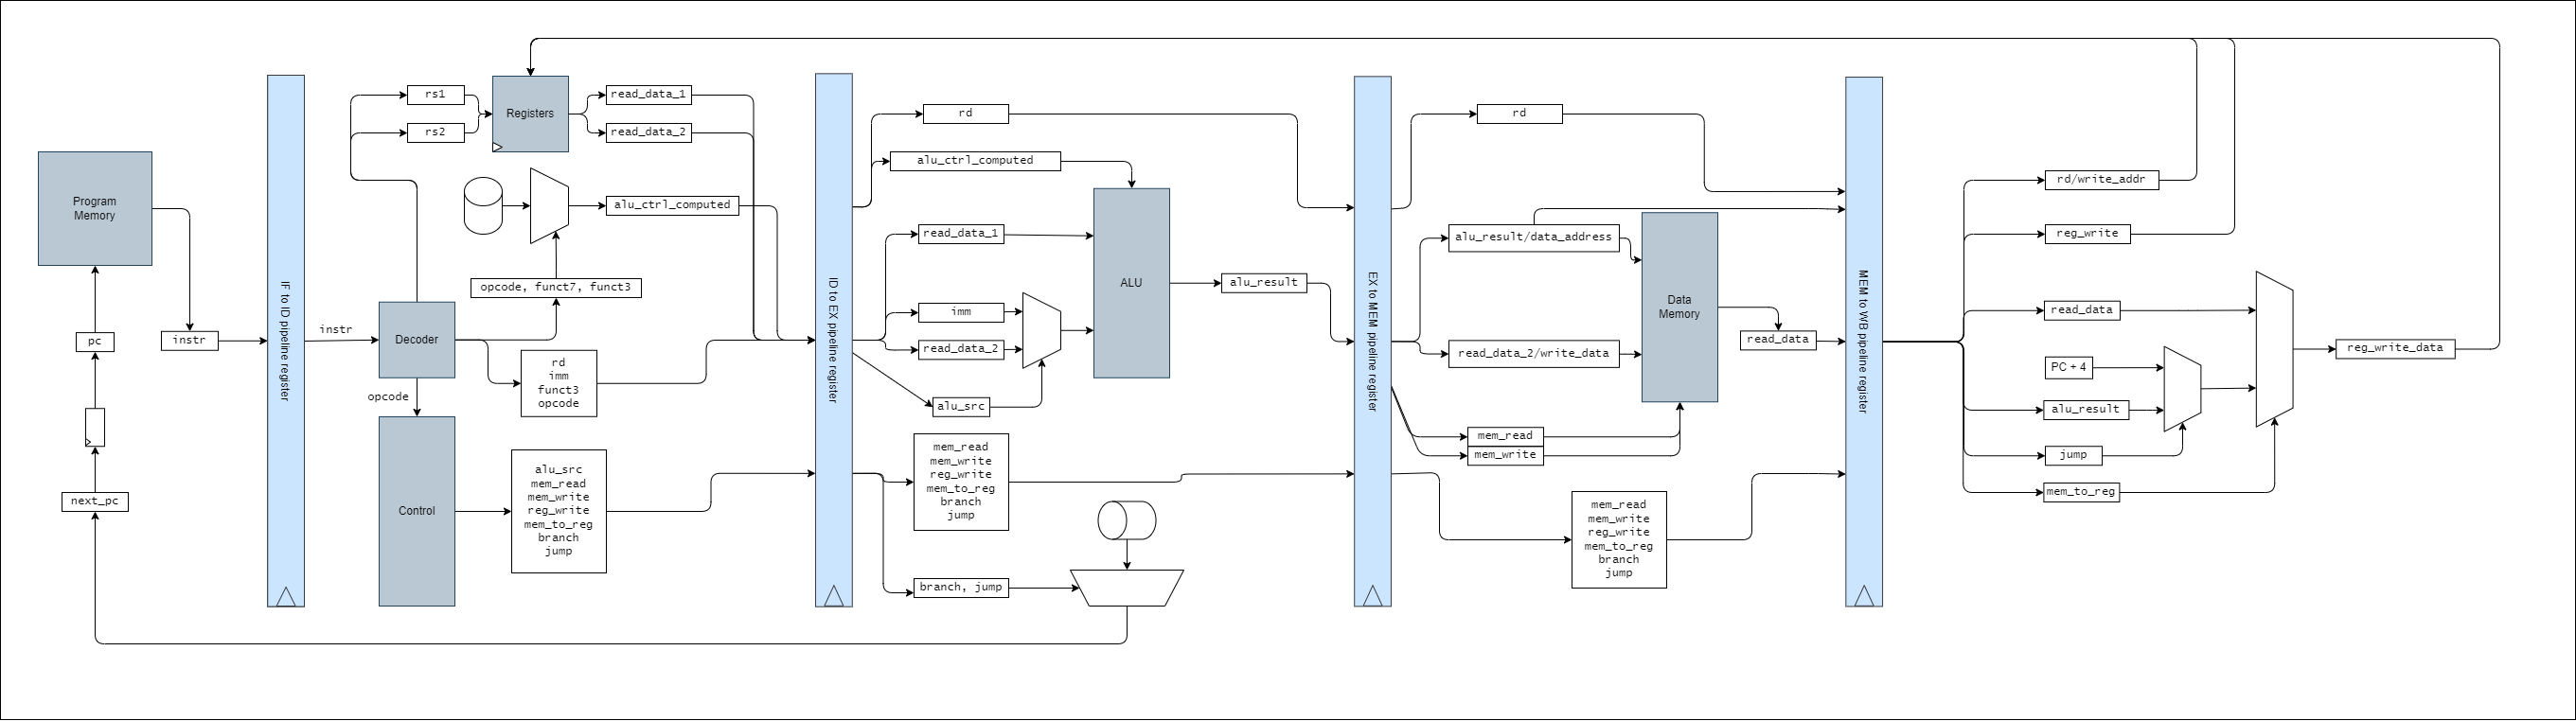 Program
Memory
pc
next_pc
instr
IF to ID pipeline register
instr
rs1
rs2
Registers
read_data_1
read_data_2
alu_ctrl_computed
opcode, funct7, funct3
Decoder
rd
imm
funct3
opcode
opcode
Control
alu_src
mem_read
mem_write
reg_write
mem_to_reg
branch
jump
ID to EX pipeline register
rd
alu_ctrl_computed
read_data_1
imm
read_data_2
alu_src
ALU
alu_result
mem_read
mem_write
reg_write
mem_to_reg
branch
jump
branch, jump
EX to MEM pipeline register
rd
alu_result/data_address
read_data_2/write_data
Data
Memory
read_data
mem_read
mem_write
mem_read
mem_write
reg_write
mem_to_reg
branch
jump
MEM to WB pipeline register
rd/write_addr
reg_write
read_data
PC + 4
alu_result
jump
mem_to_reg
reg_write_data